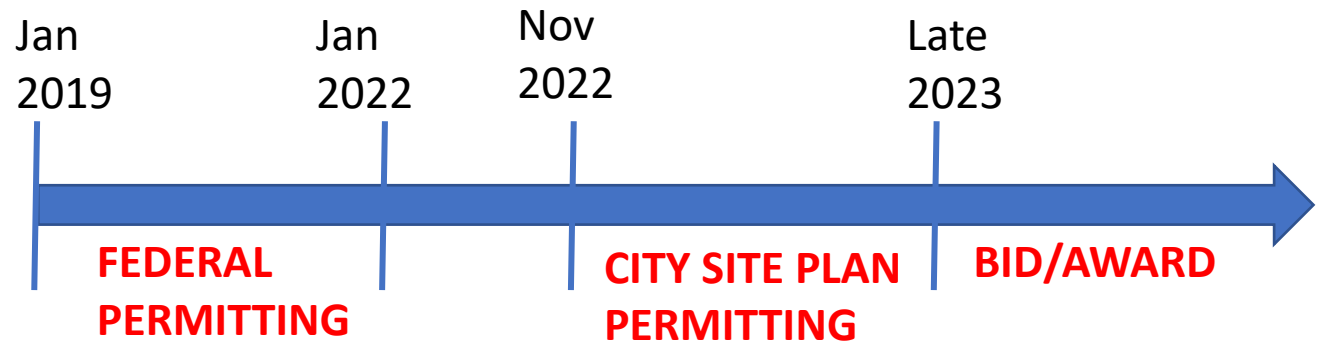 Jan
2019
Jan
2022
Nov
2022
Late
2023
FEDERAL
PERMITTING
CITY SITE PLAN
PERMITTING
BID/AWARD